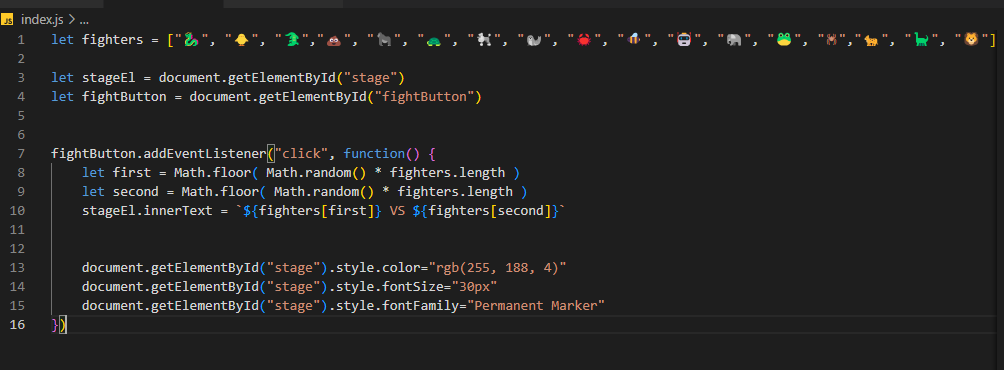 JS index.js > ...
1 let fighters = ["🐍", "🐥", "🐊","💩", "🦍", "🐢", "🐩", "🦭", "🦀", "🐝", "🤖", "🐘", "🐸", "🕷","🐆", "🦕", "🦁"]
2
3 let stageEl = document.getElementById("stage")
4 let fightButton = document.getElementById("fightButton")
5
6
7 fightButton.addEventListener("click", function() {
8 let first = Math.floor( Math.random() * fighters.length )
9 let second = Math.floor( Math.random() * fighters.length )
10 stageEl.innerText = `${fighters[first]} VS ${fighters[second]}`
11
12
13 document.getElementById("stage").style.color="rgb(255, 188, 4)"
14 document.getElementById("stage").style.fontSize="30px"
15 document.getElementById("stage").style.fontFamily="Permanent Marker"
16 })